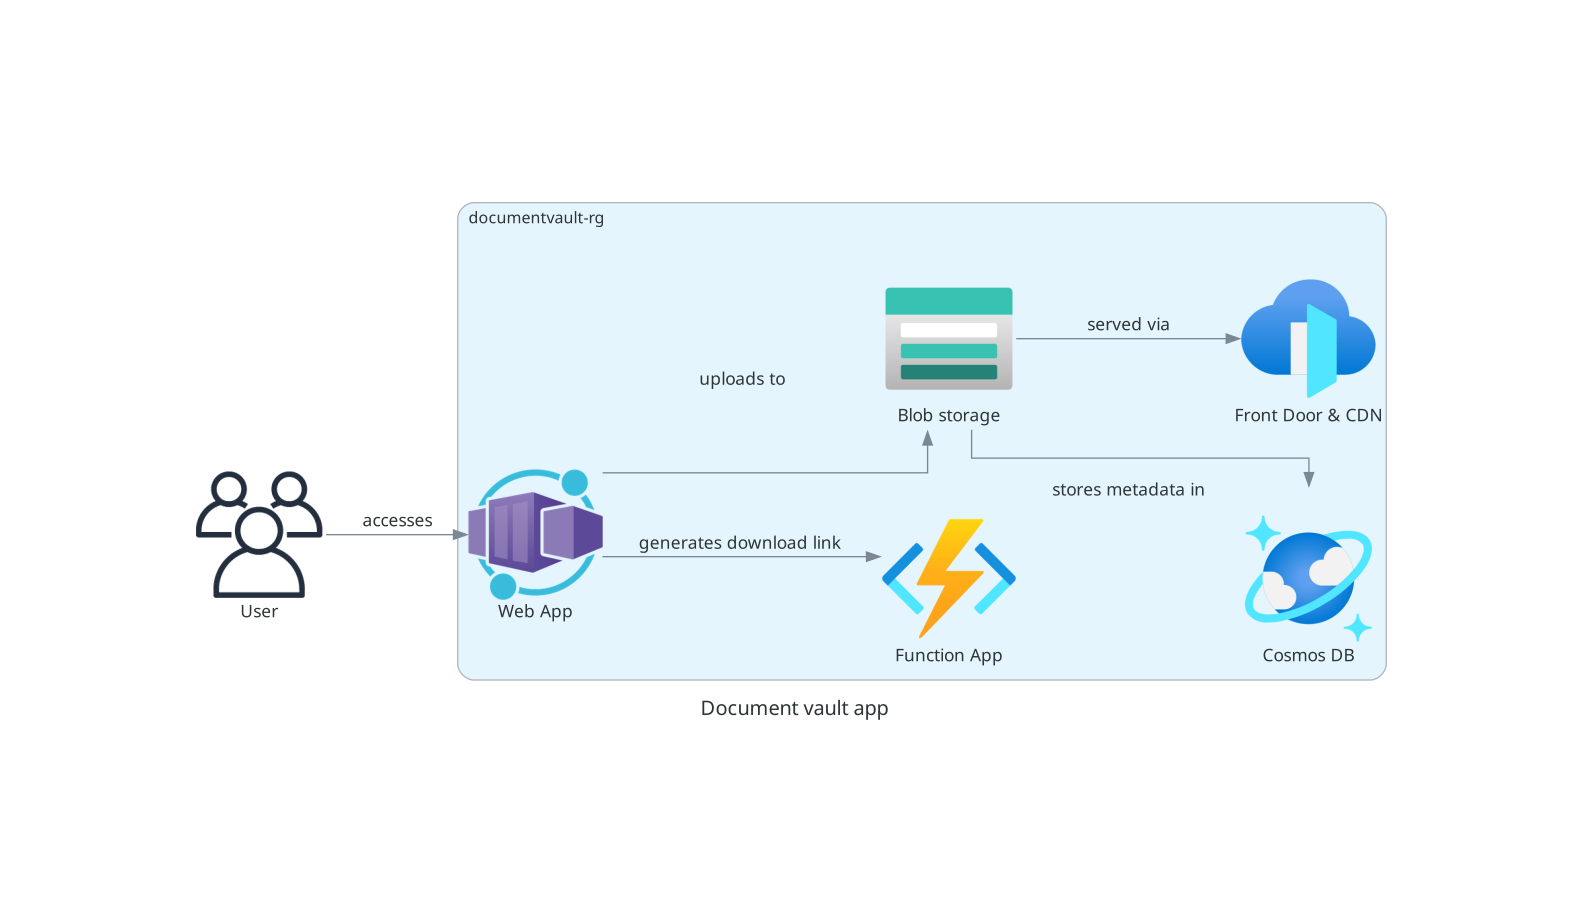 documentvault-rg
served via
uploads to
Blob storage
Front Door & CDN
stores metadata in
accesses
generates download link
User
Web App
Function App
Cosmos DB
Document vault app